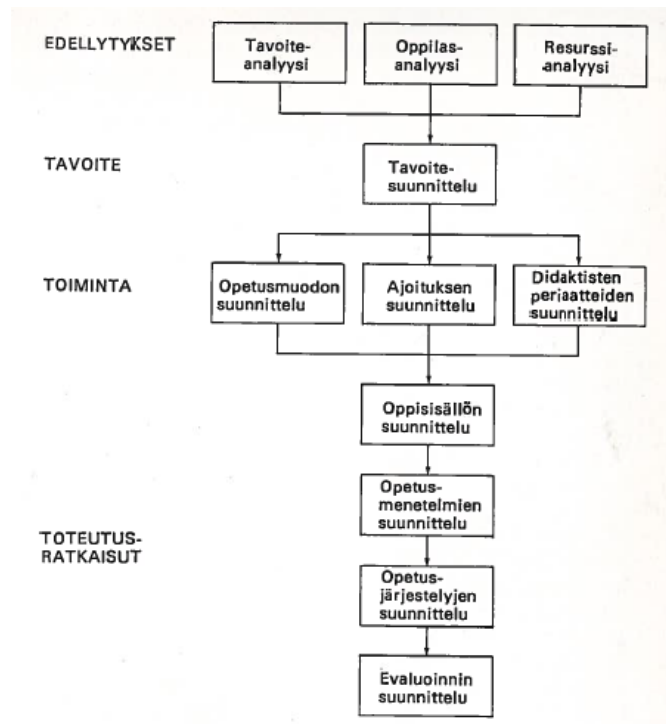 EDELLYTYKSET
Tavoite-
analyysi
Oppilas-
analyysi
Resurssi-
analyysi
TAVOITE
Tavoite-
suunnittelu
TOIMINTA
Opetusmuodon
suunnittelu
Ajoituksen
suunnittelu
Didaktisten
periaatteiden
suunnittelu
Oppisisällön
suunnittelu
TOTEUTUS-
RATKAISUT
Opetus-
menetelmien
suunnittelu
Opetus-
järjestelyjen
suunnittelu
Evaluoinnin
suunnittelu